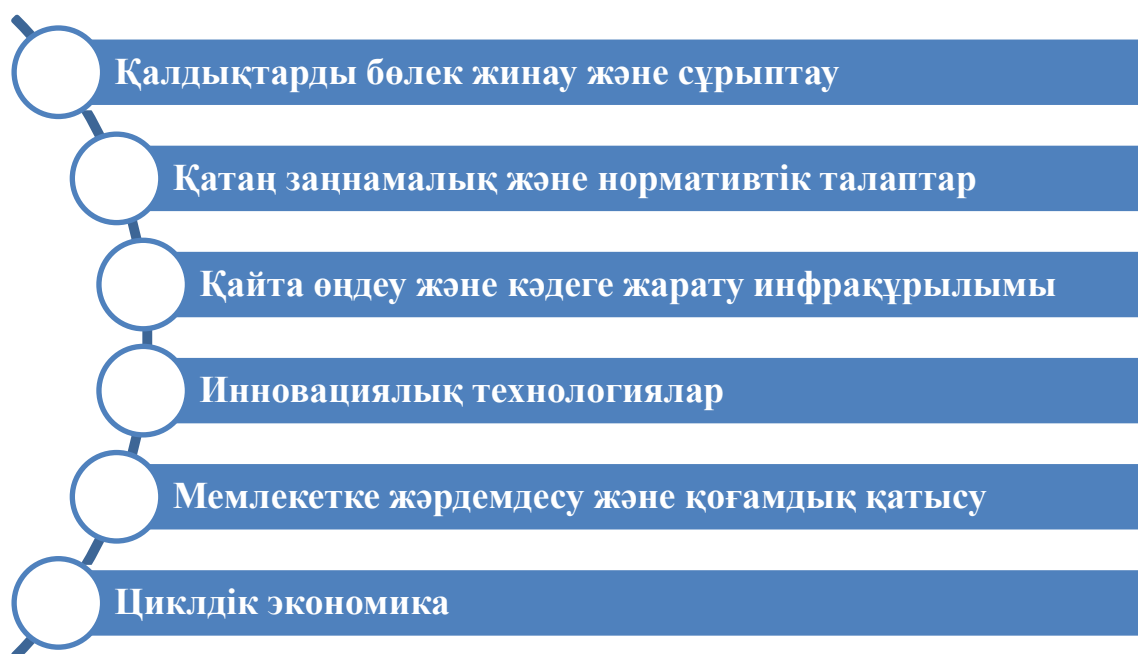 Қалдықтарды бөлек жинау және сұрыптау
Қатаң заңнамалық және нормативтік талаптар
Қайта өңдеу және кәдеге жарату инфрақұрылымы
Инновациялық технологиялар
Мемлекетке жәрдемдесу және қоғамдық қатысу
Циклдік экономика